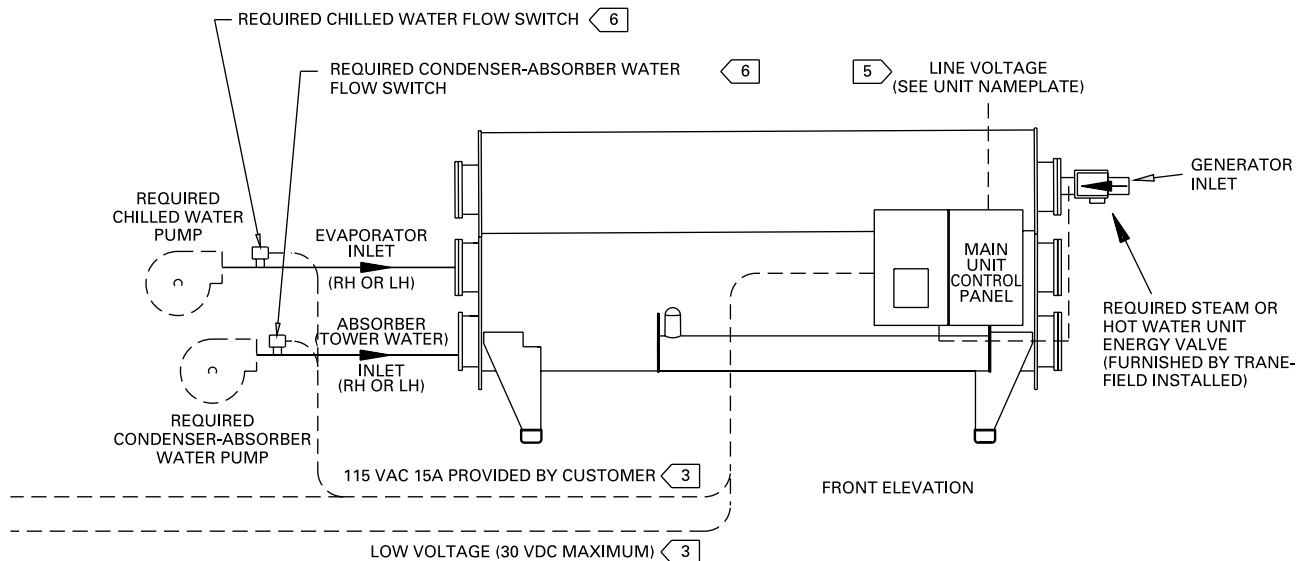 REQUIRED CHILLED WATER FLOW SWITCH 6
REQUIRED CONDENSER-ABSORBER WATER
FLOW SWITCH
6
5
LINE VOLTAGE
(SEE UNIT NAMEPLATE)
GENERATOR
INLET
REQUIRED
CHILLED WATER
PUMP
EVAPORATOR
INLET
(RH OR LH)
MAIN
UNIT
CONTROL
PANEL
ABSORBER
(TOWER WATER)
INLET
(RH OR LH)
REQUIRED STEAM OR
HOT WATER UNIT
ENERGY VALVE
(FURNISHED BY TRANE-
FIELD INSTALLED)
REQUIRED
CONDENSER-ABSORBER
WATER PUMP
115 VAC 15A PROVIDED BY CUSTOMER 3
FRONT ELEVATION
LOW VOLTAGE (30 VDC MAXIMUM) 3